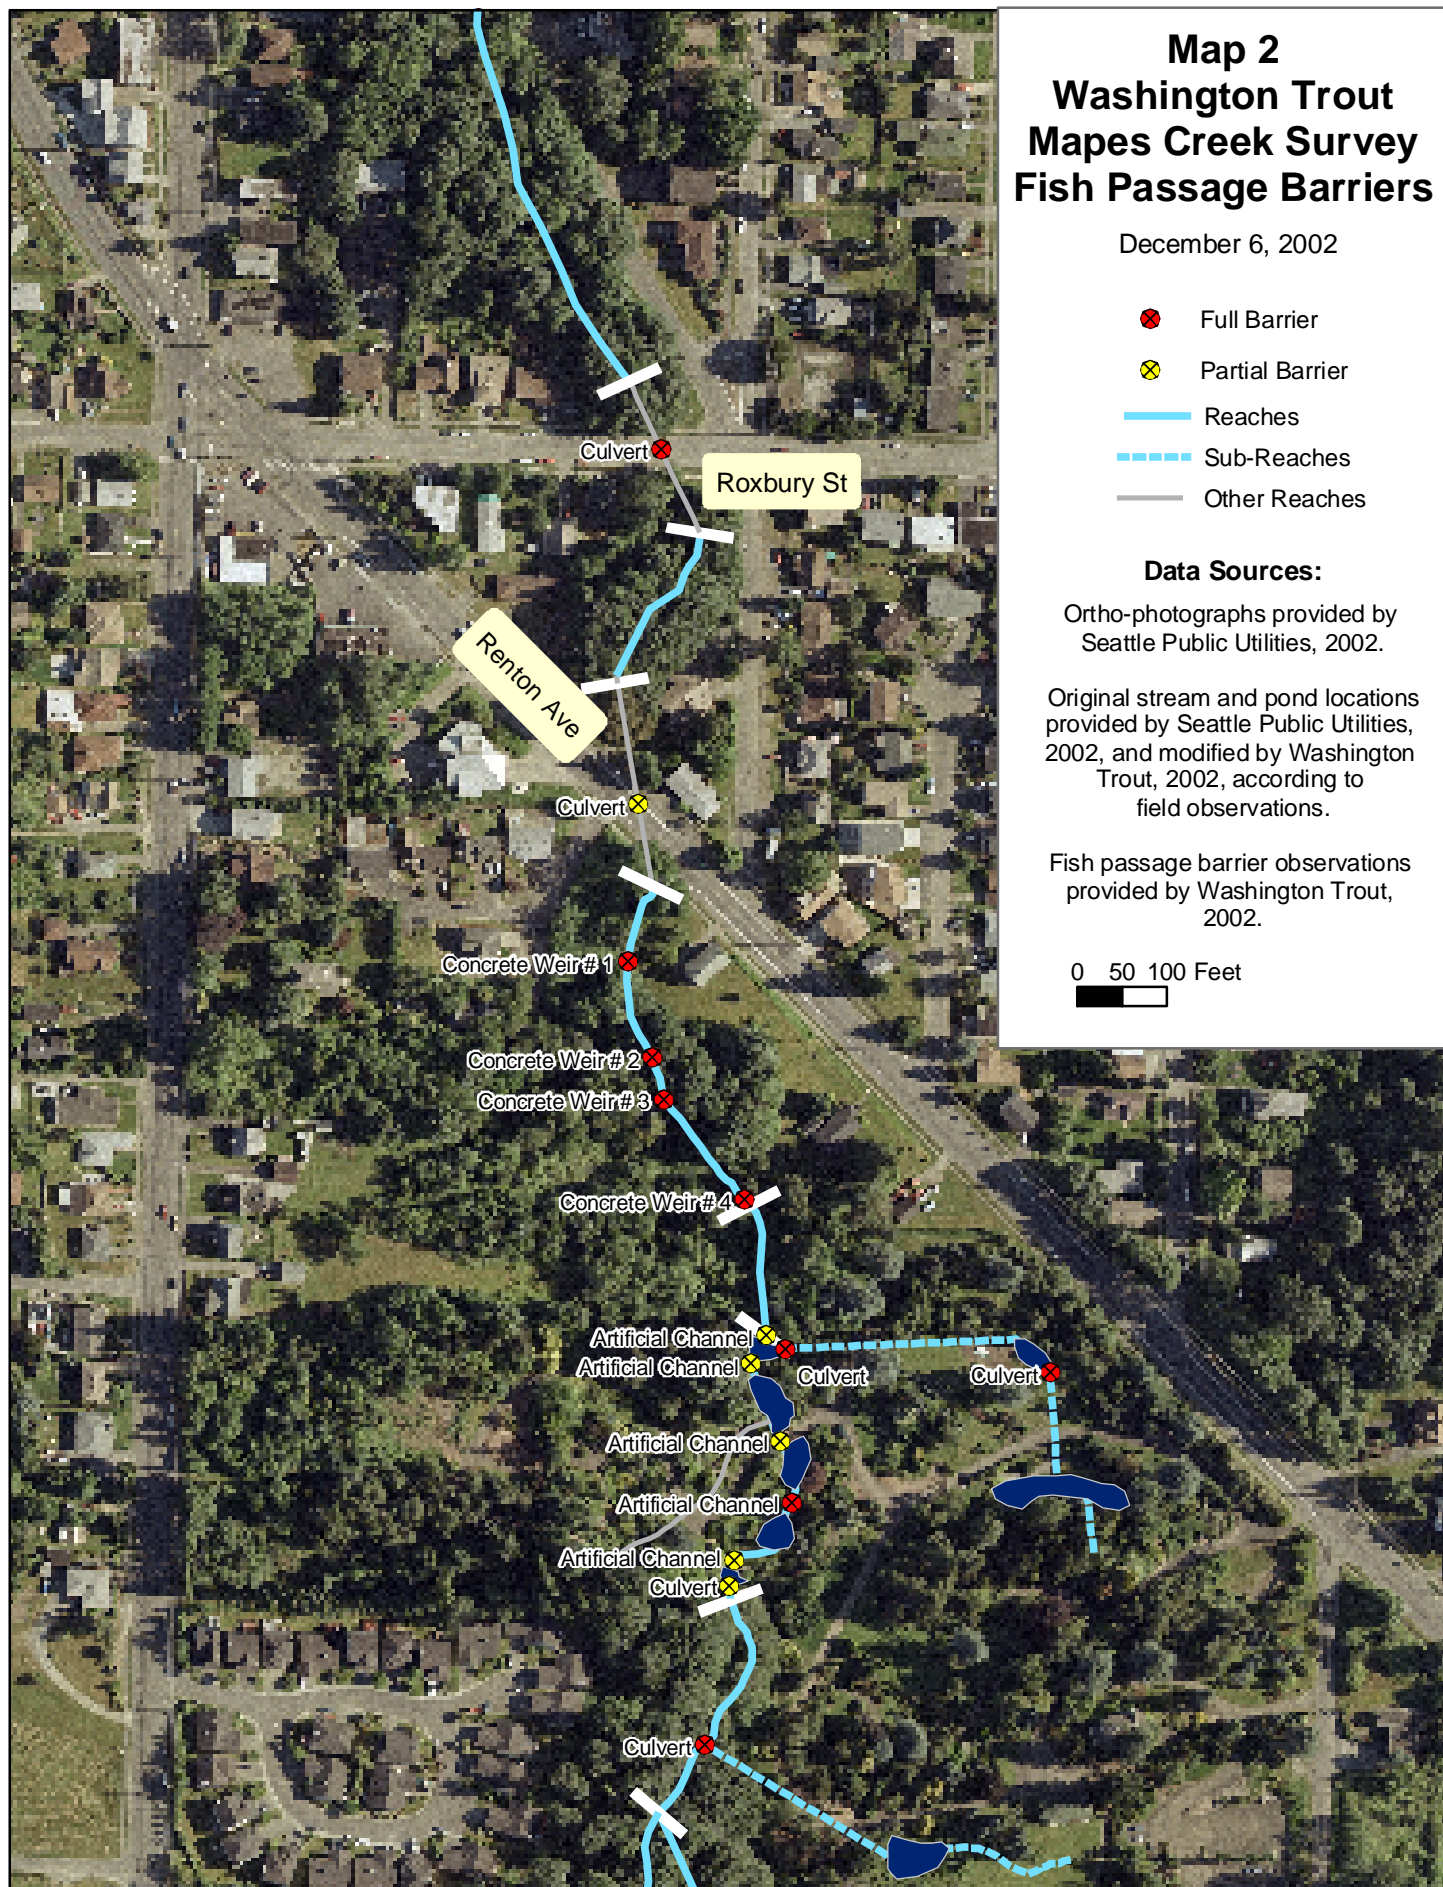 Map 2
Washington Trout
Mapes Creek Survey
Fish Passage Barriers
December 6, 2002
Full Barrier
Partial Barrier
Reaches
Sub-Reaches
Other Reaches
Data Sources:
Ortho-photographs provided by
Seattle Public Utilities, 2002.
Original stream and pond locations
provided by Seattle Public Utilities,
2002, and modified by Washington
Trout, 2002, according to
field observations.
Fish passage barrier observations
provided by Washington Trout,
2002.
0 50 100 Feet
Culvert
Roxbury St
Renton Ave
Culvert
Concrete Weir # 1
Concrete Weir # 2
Concrete Weir # 3
Concrete Weir # 4
Artificial Channel
Artificial Channel
Culvert
Culvert
Artificial Channel
Artificial Channel
Artificial Channel
Culvert
Culvert